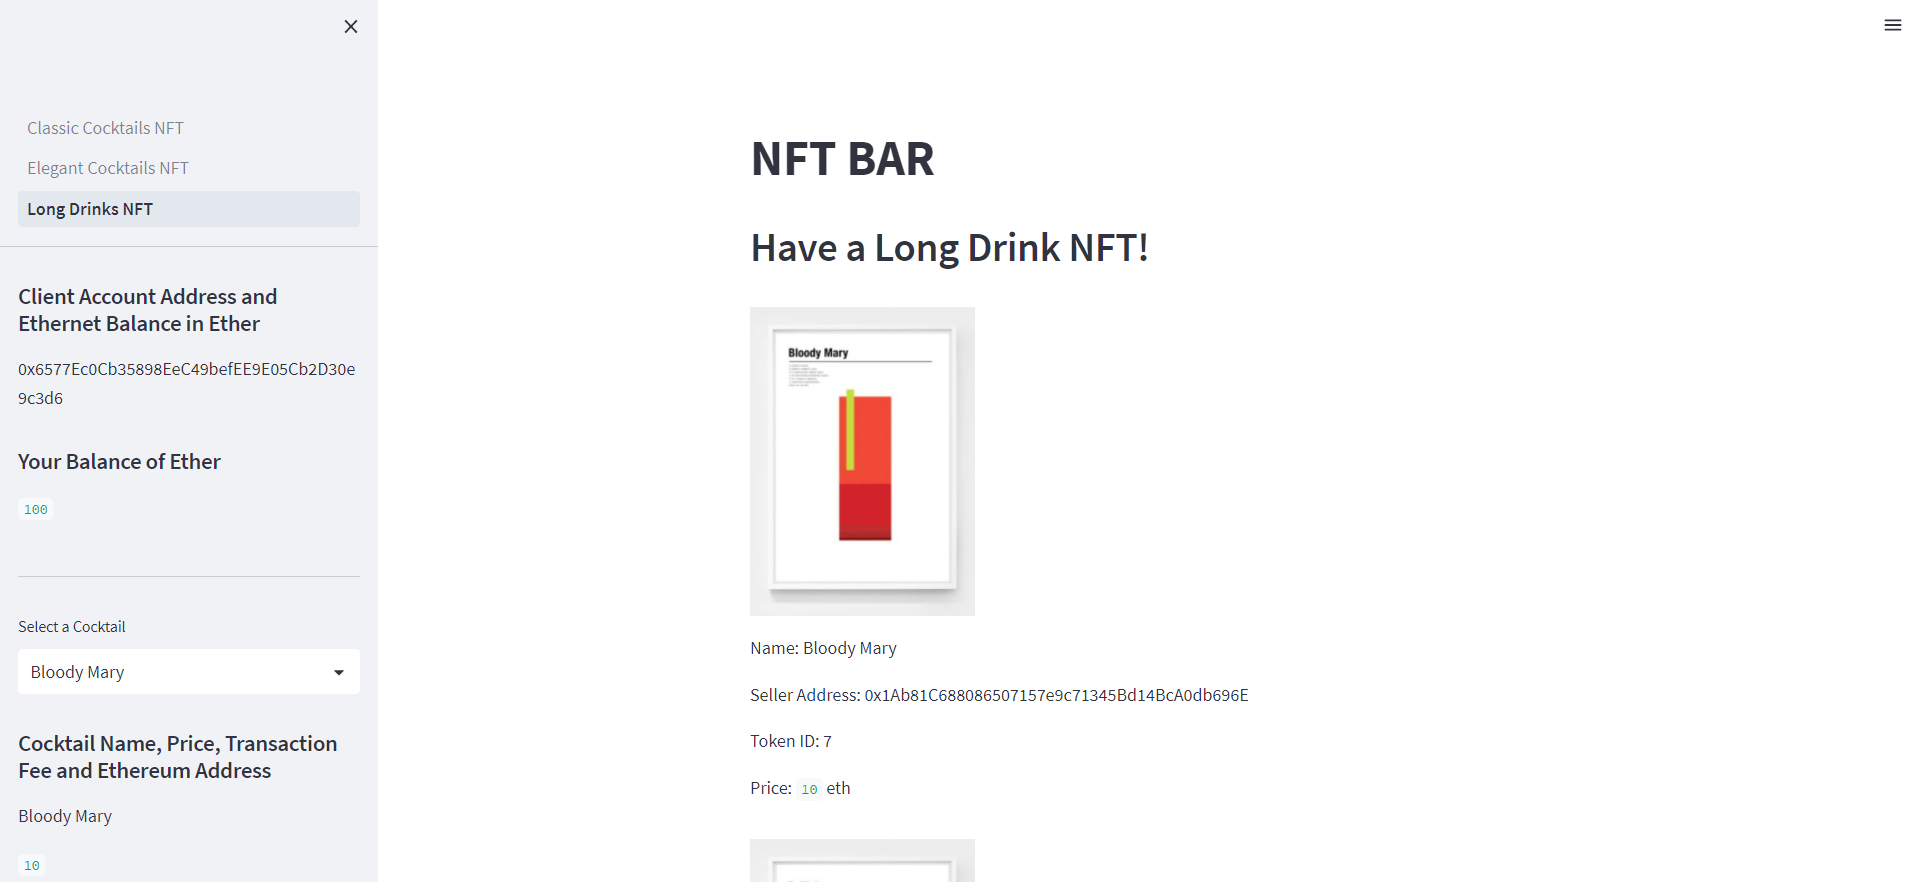 Classic Cocktails NFT
Elegant Cocktails NFT
Long Drinks NFT
Client Account Address and
Ethernet Balance in Ether
0x6577Ec0Cb35898EeC49befEE9E05Cb2D30e
9c3d6
Your Balance of Ether
100
Select a Cocktail
Bloody Mary
Cocktail Name, Price, Transaction
Fee and Ethereum Address
Bloody Mary
10
NFT BAR
Have a Long Drink NFT!
Bloody Mary
Name: Bloody Mary
Seller Address: 0x1Ab81C688086507157e9c71345Bd14BcA0db696E
Token ID: 7
Price: 10 eth